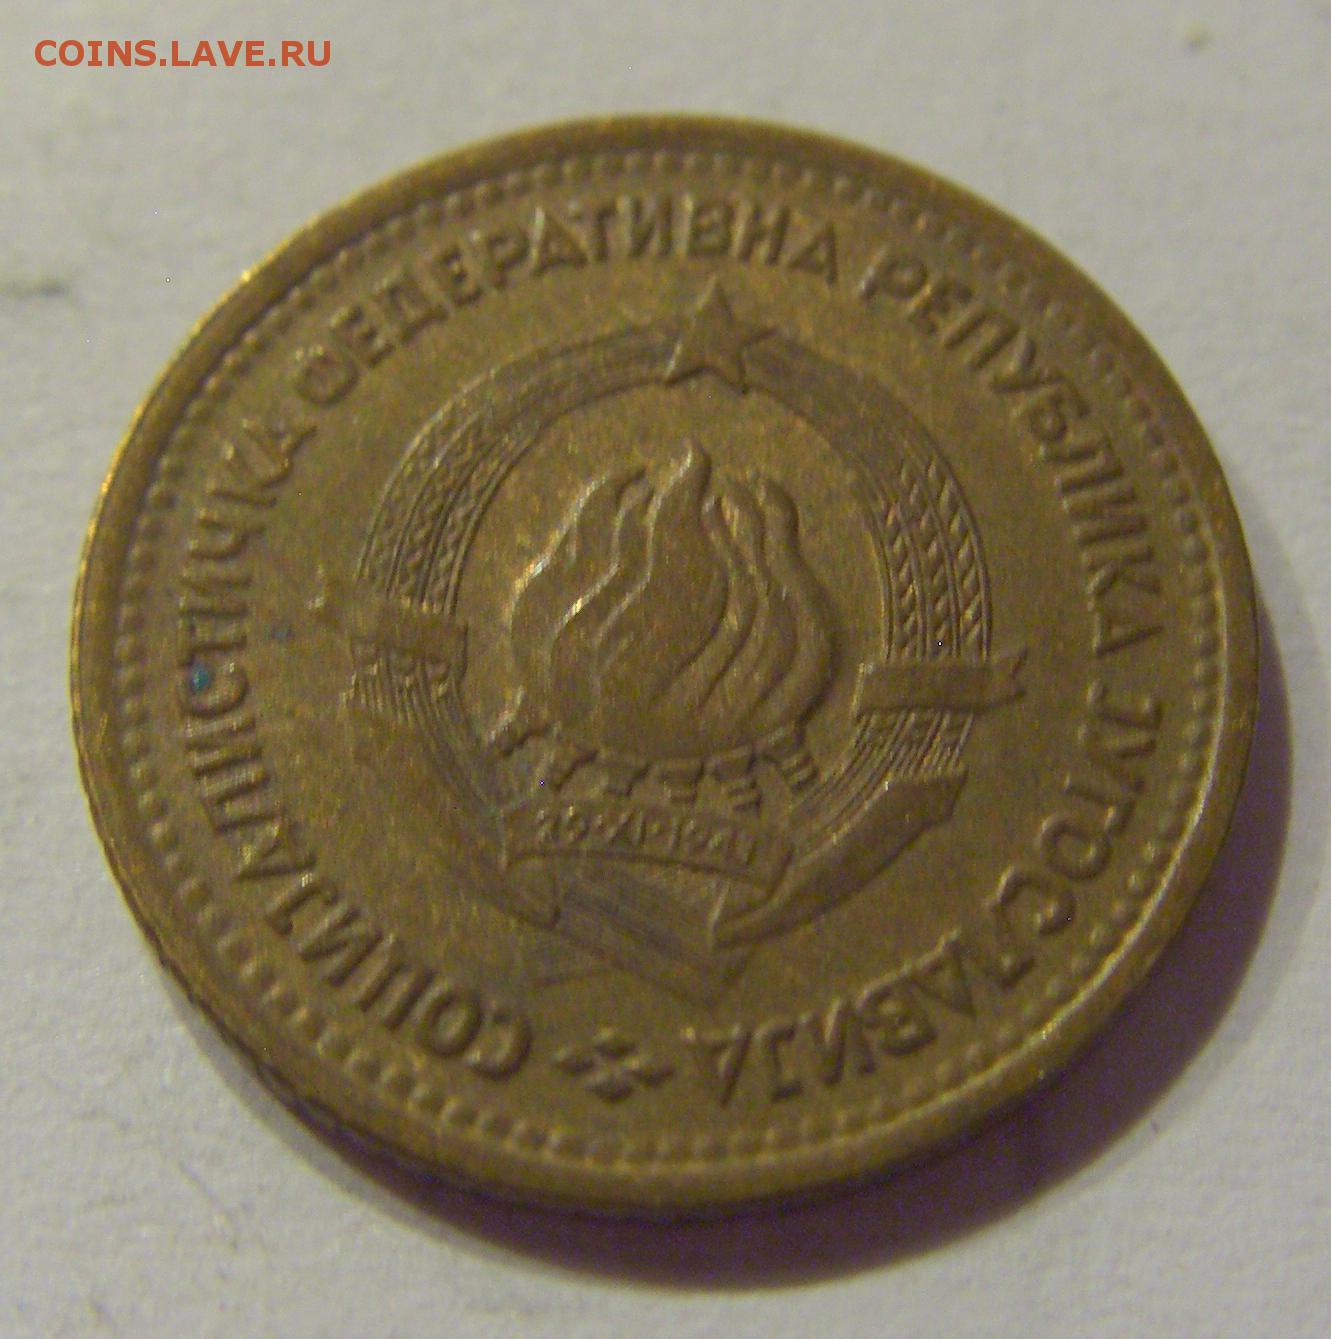 COINS.LAVE.RU
СОЦИЈАЛИСТИЧКА ФЕДЕРАТИВНА РЕПУБЛИКА ЈУГОСЛАВИЈА
29·XI·1943